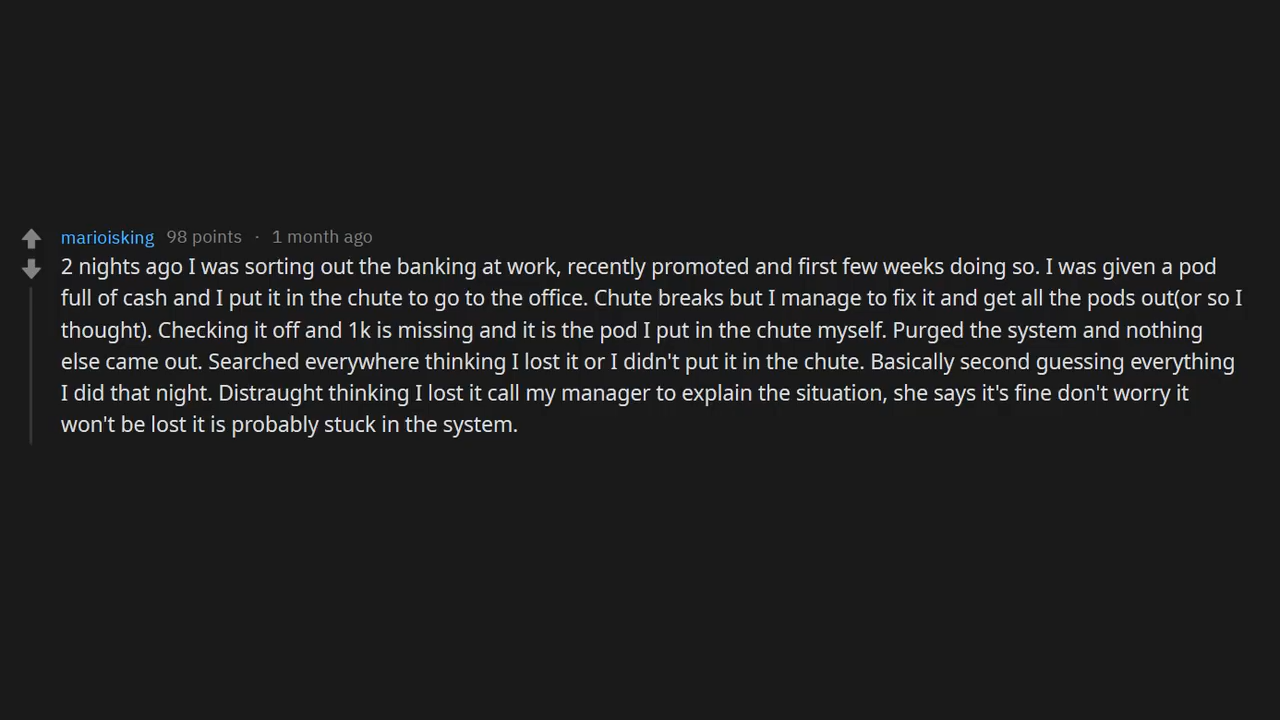 marioisking 98 points · 1 month ago
2 nights ago I was sorting out the banking at work, recently promoted and first few weeks doing so. I was given a pod
full of cash and I put it in the chute to go to the office. Chute breaks but I manage to fix it and get all the pods out(or so I
thought). Checking it off and 1k is missing and it is the pod I put in the chute myself. Purged the system and nothing
else came out. Searched everywhere thinking I lost it or I didn't put it in the chute. Basically second guessing everything
I did that night. Distraught thinking I lost it call my manager to explain the situation, she says it's fine don't worry it
won't be lost it is probably stuck in the system.